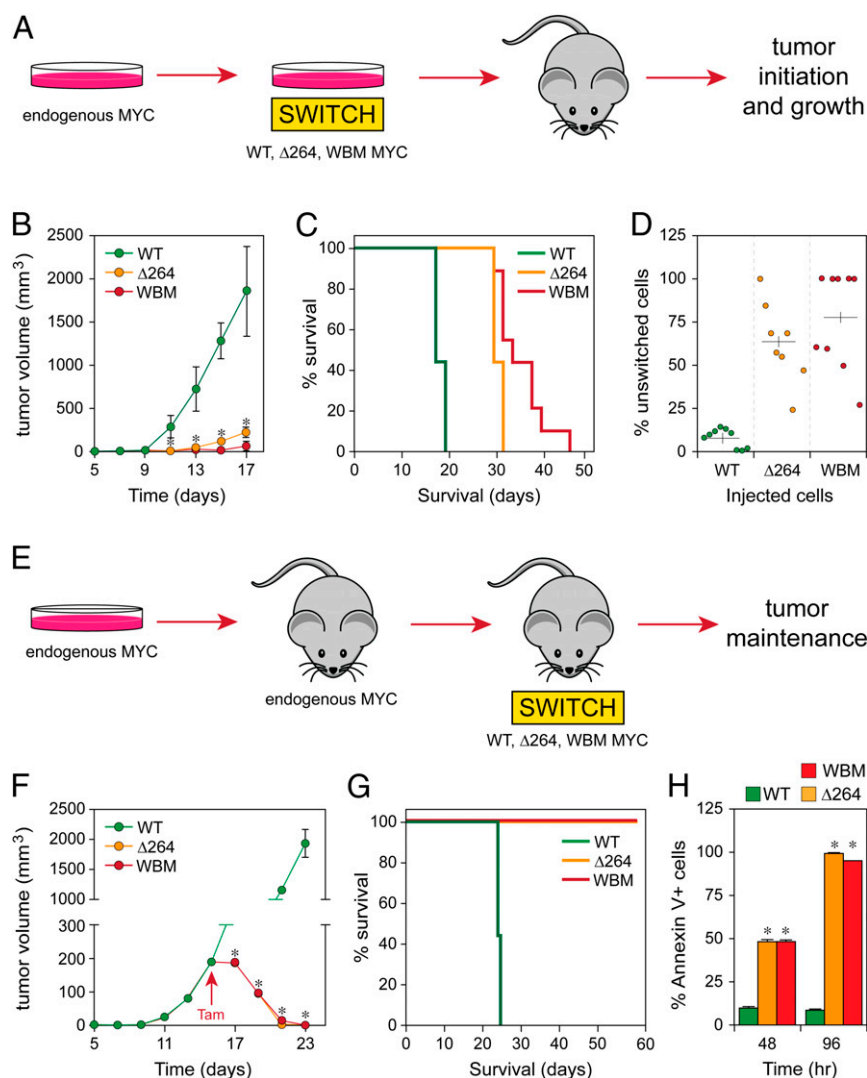 A
endogenous MYC
SWITCH
WT, Δ264, WBM MYC
tumor
initiation
and growth
B
tumor volume (mm³)
2500
2000
1500
1000
500
0
WT
Δ264
WBM
* * * *
5 9 13 17
Time (days)
C
% survival
100
80
60
40
20
0
WT
Δ264
WBM
0 10 20 30 40 50
Survival (days)
D
% unswitched cells
125
100
75
50
25
0
WT Δ264 WBM
Injected cells
E
endogenous MYC
endogenous MYC
SWITCH
WT, Δ264, WBM MYC
tumor
maintenance
F
tumor volume (mm³)
2500
2000
1500
1000
300
200
100
0
WT
Δ264
WBM
Tam
* * * *
5 11 17 23
Time (days)
G
% survival
100
80
60
40
20
0
WT
Δ264
WBM
0 10 20 30 40 50 60
Survival (days)
H
WBM
WT Δ264
% Annexin V+ cells
125
100
75
50
25
0
* * * *
48 96
Time (hr)